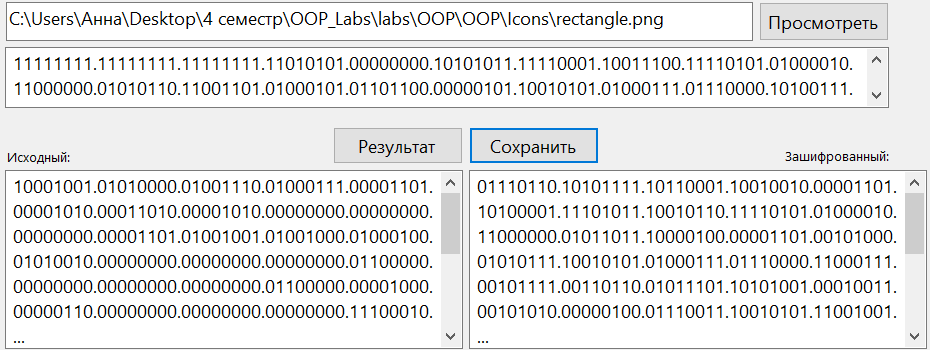 C:\Users\Анна\Desktop\4 семестр\OOP_Labs\labs\OOP\OOP\Icons\rectangle.png
Просмотреть
11111111.11111111.11111111.11010101.00000000.10101011.11110001.10011100.11110101.01000010.
11000000.01010110.11001101.01000101.01101100.00000101.10010101.01000111.01110000.10100111.
Результат
Сохранить
Исходный:
Зашифрованный:
10001001.01010000.01001110.01000111.00001101.
00001010.00011010.00001010.00000000.00000000.
00000000.00001101.01001001.01001000.01000100.
01010010.00000000.00000000.00000000.01100000.
00000000.00000000.00000000.01100000.00001000.
00000110.00000000.00000000.00000000.11100010.
...
01110110.10101111.10110001.10010010.00001101.
10100001.11101011.10010110.11110101.01000010.
11000000.01011011.10000100.00001101.00101000.
01010111.10010101.01000111.01110000.11000111.
00101111.00110110.01011101.10101001.00010011.
00101010.00000100.01110011.10010101.11001001.
...